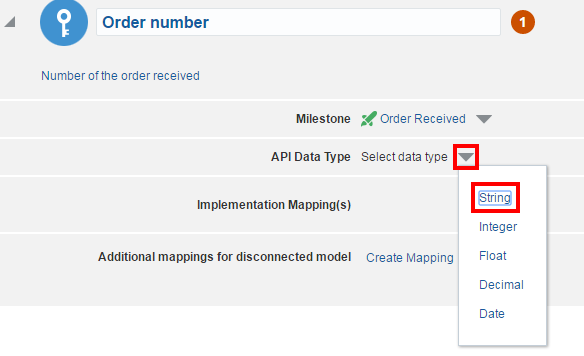 Order number
1
Number of the order received
Milestone Order Received
API Data Type Select data type
String
Implementation Mapping(s)
Integer
Additional mappings for disconnected model Create Mapping
Float
Decimal
Date